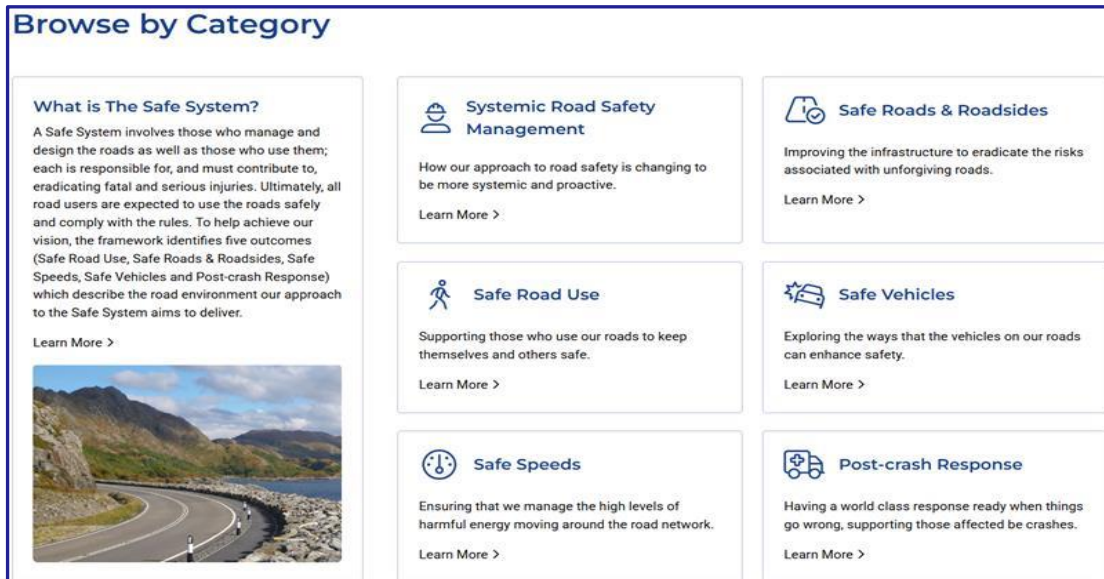 Browse by Category
What is The Safe System?
A Safe System involves those who manage and
design the roads as well as those who use them;
each is responsible for, and must contribute to,
eradicating fatal and serious injuries. Ultimately, all
road users are expected to use the roads safely
and comply with the rules. To help achieve our
vision, the framework identifies five outcomes
(Safe Road Use, Safe Roads & Roadsides, Safe
Speeds, Safe Vehicles and Post-crash Response)
which describe the road environment our approach
to the Safe System aims to deliver.
Learn More >
Systemic Road Safety
Management
How our approach to road safety is changing to
be more systemic and proactive.
Learn More >
Safe Roads & Roadsides
Improving the infrastructure to eradicate the risks
associated with unforgiving roads.
Learn More >
Safe Road Use
Supporting those who use our roads to keep
themselves and others safe.
Learn More >
Safe Vehicles
Exploring the ways that the vehicles on our roads
can enhance safety.
Learn More >
Safe Speeds
Ensuring that we manage the high levels of
harmful energy moving around the road network.
Learn More >
Post-crash Response
Having a world class response ready when things
go wrong, supporting those affected be crashes.
Learn More >